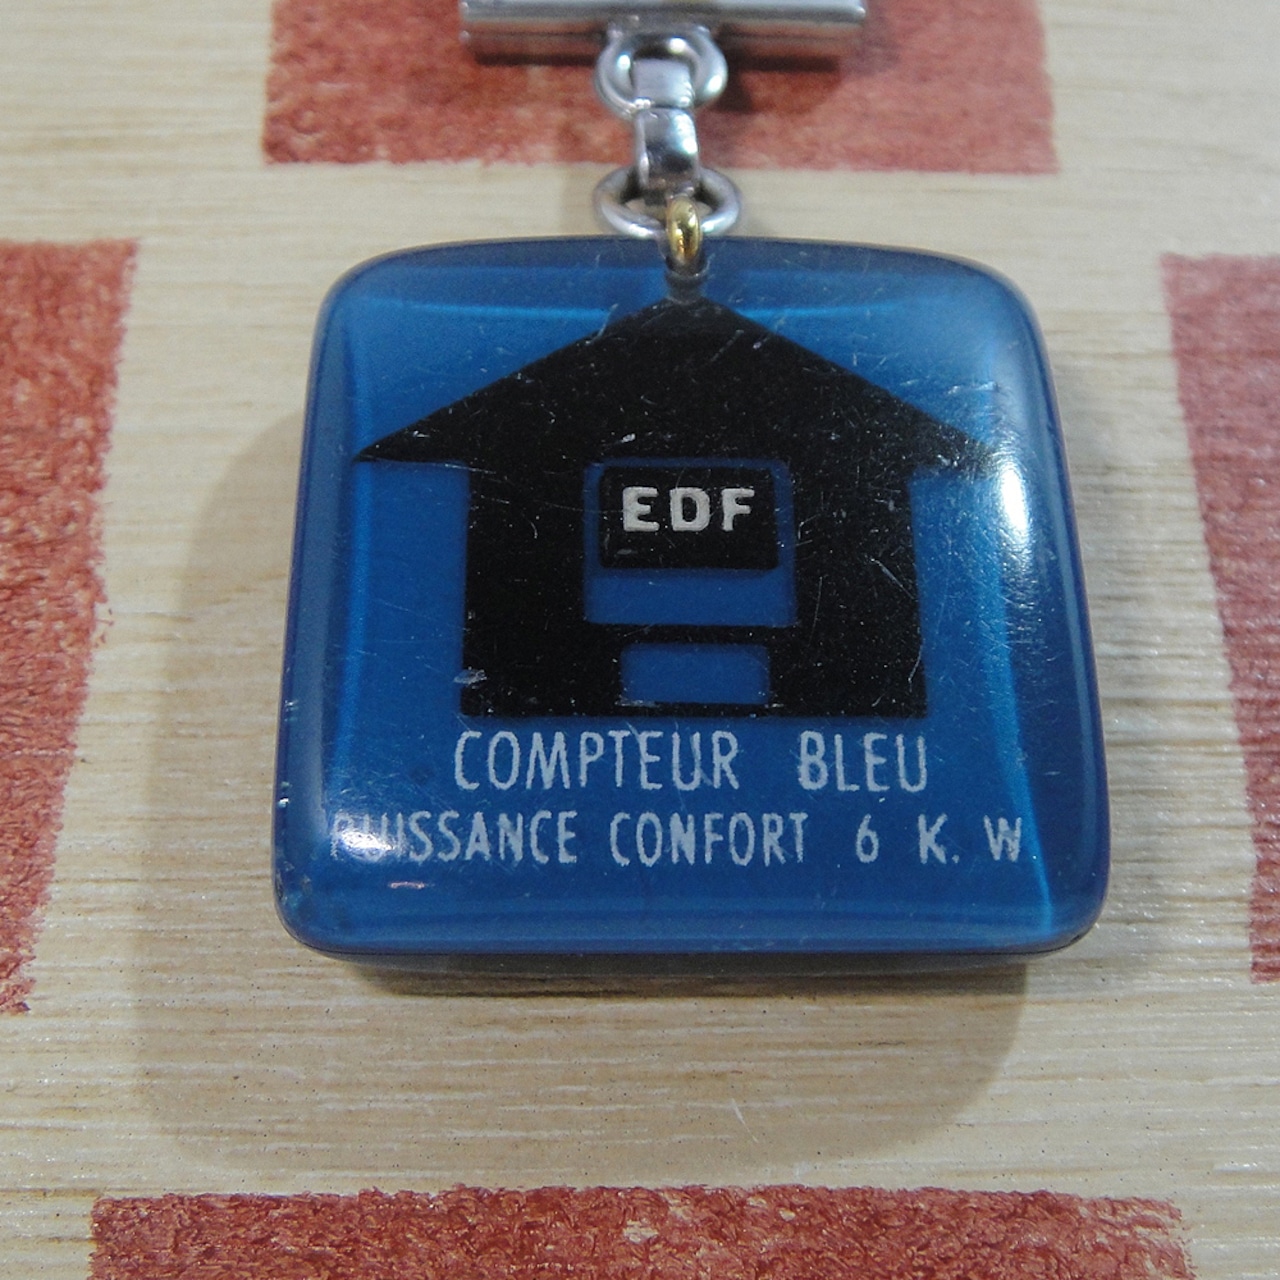 EDF
COMPTEUR BLEU
PUISSANCE CONFORT 6 K. W